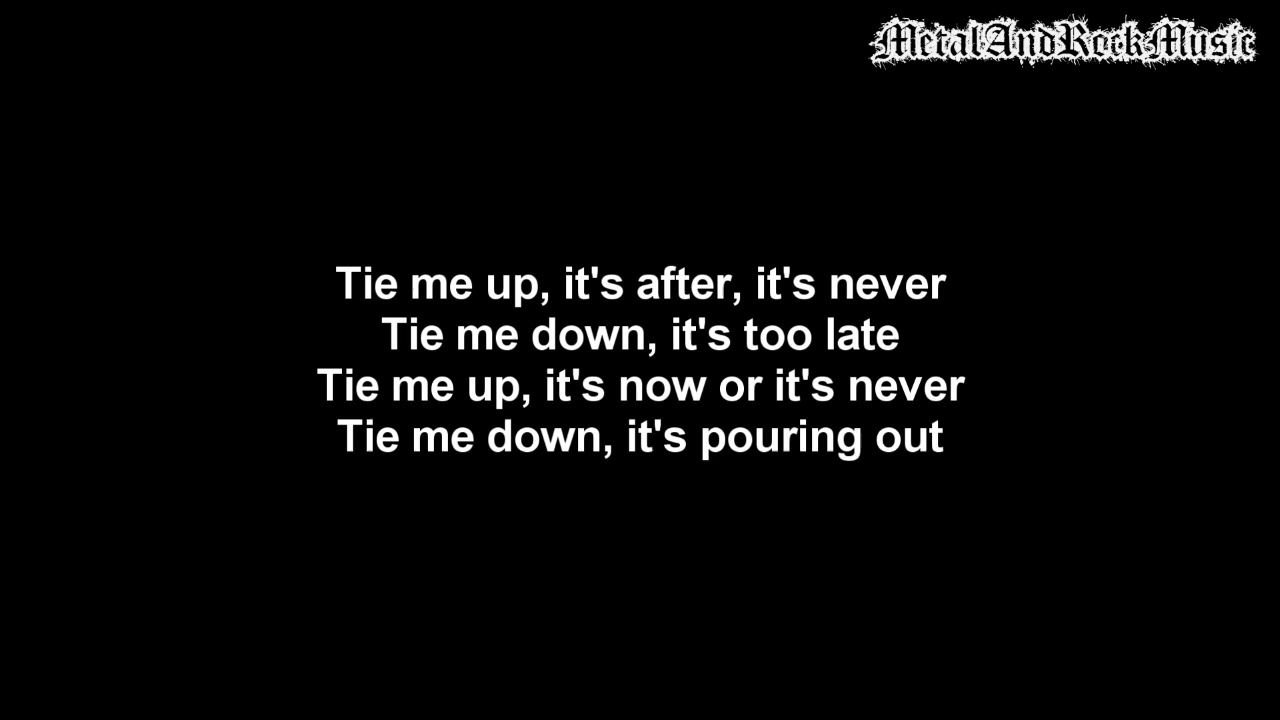 MetalAndRockMusic
Tie me up, it's after, it's never
Tie me down, it's too late
Tie me up, it's now or it's never
Tie me down, it's pouring out